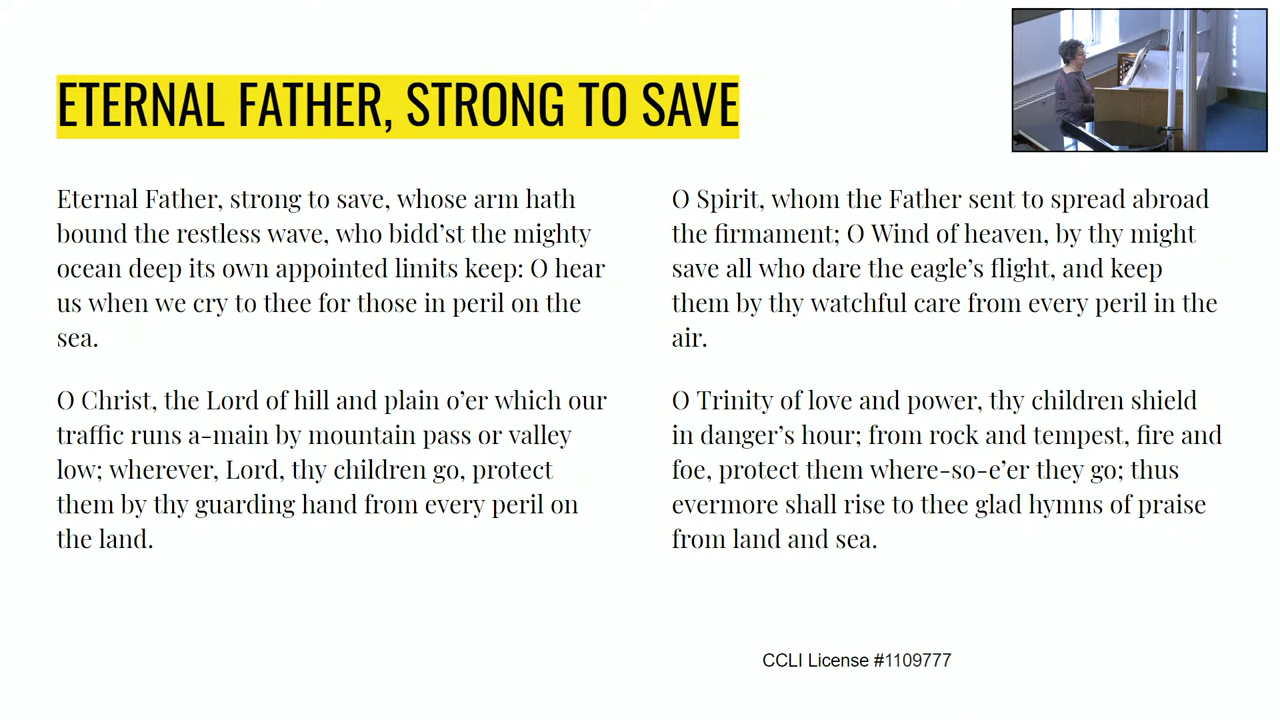 ETERNAL FATHER, STRONG TO SAVE
Eternal Father, strong to save, whose arm hath
bound the restless wave, who bidd’st the mighty
ocean deep its own appointed limits keep: O hear
us when we cry to thee for those in peril on the
sea.
O Christ, the Lord of hill and plain o’er which our
traffic runs a-main by mountain pass or valley
low; wherever, Lord, thy children go, protect
them by thy guarding hand from every peril on
the land.
O Spirit, whom the Father sent to spread abroad
the firmament; O Wind of heaven, by thy might
save all who dare the eagle’s flight, and keep
them by thy watchful care from every peril in the
air.
O Trinity of love and power, thy children shield
in danger’s hour; from rock and tempest, fire and
foe, protect them where-so-e’er they go; thus
evermore shall rise to thee glad hymns of praise
from land and sea.
CCLI License #1109777